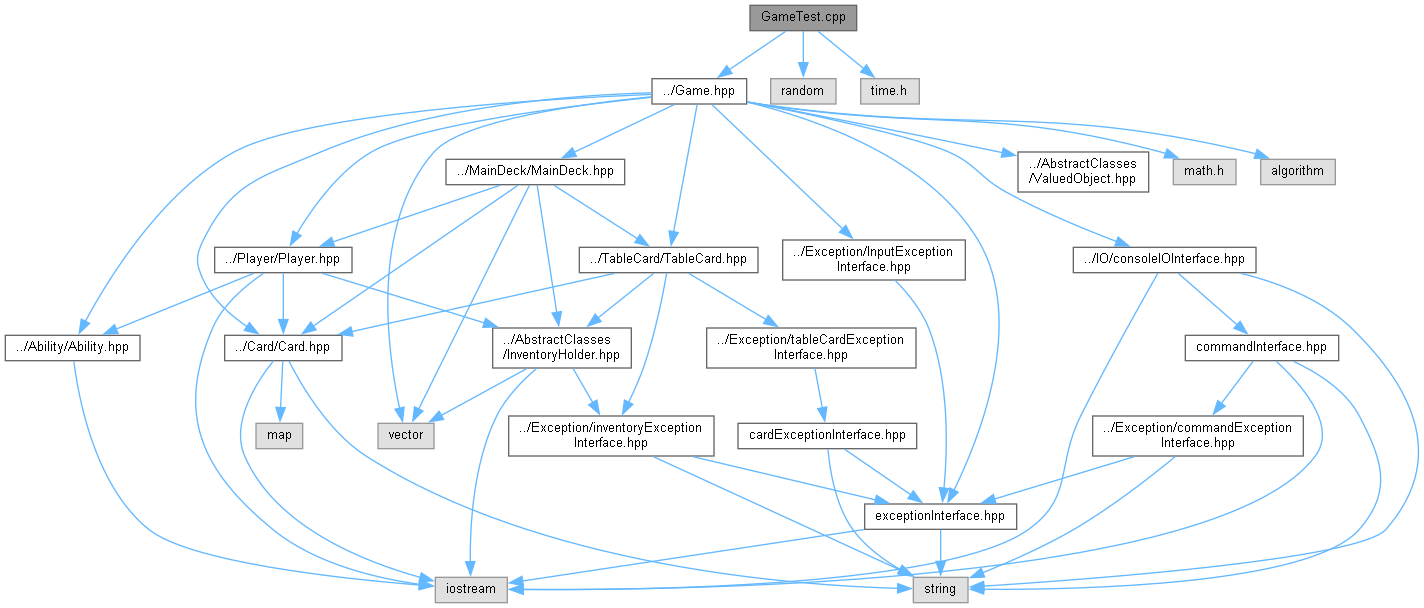 GameTest.cpp
../Game.hpp
random
time.h
../MainDeck/MainDeck.hpp
../AbstractClasses
/ValuedObject.hpp
math.h
algorithm
../Player/Player.hpp
../TableCard/TableCard.hpp
../Exception/InputException
Interface.hpp
../IO/consoleIOInterface.hpp
../Ability/Ability.hpp
../Card/Card.hpp
../AbstractClasses
/InventoryHolder.hpp
../Exception/tableCardException
Interface.hpp
commandInterface.hpp
map
vector
../Exception/inventoryException
Interface.hpp
cardExceptionInterface.hpp
../Exception/commandException
Interface.hpp
exceptionInterface.hpp
iostream
string